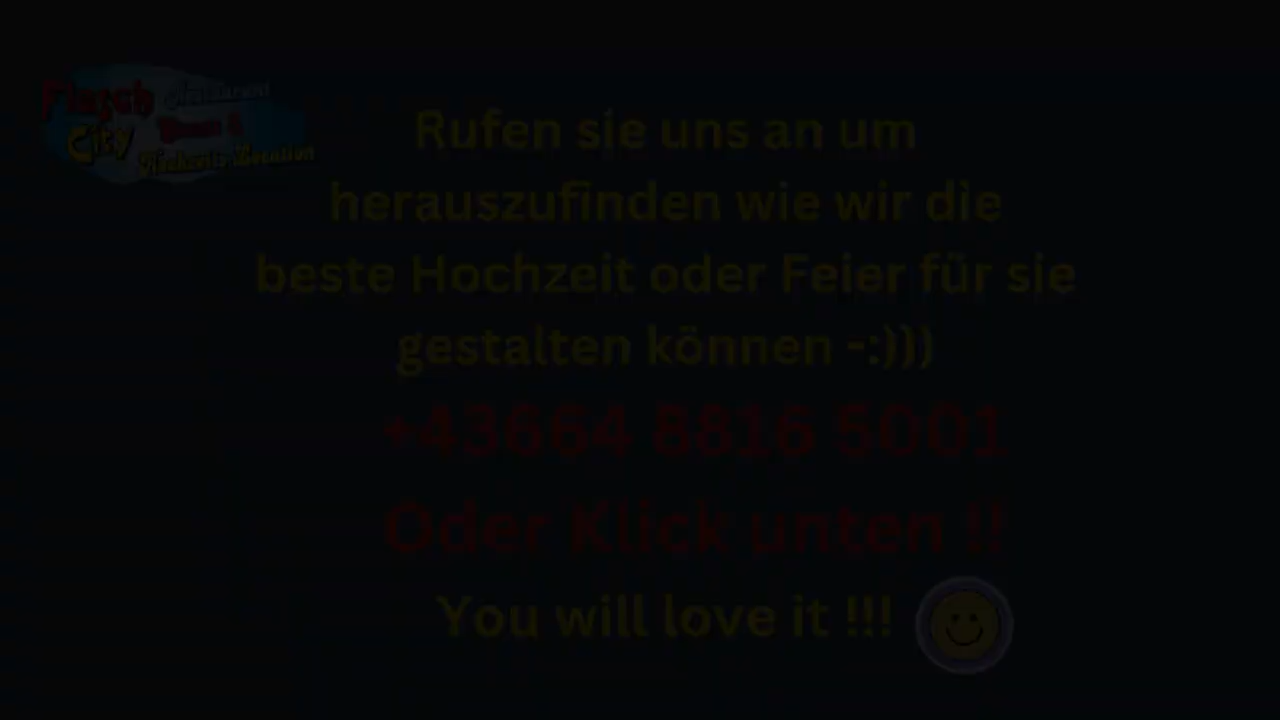 City
Rufen sie uns an um
herauszufinden wie wir die
beste Hochzeit oder Feier für sie
gestalten können -:)))
+43664 8816 5001
Oder Klick unten !!
You will love it !!!